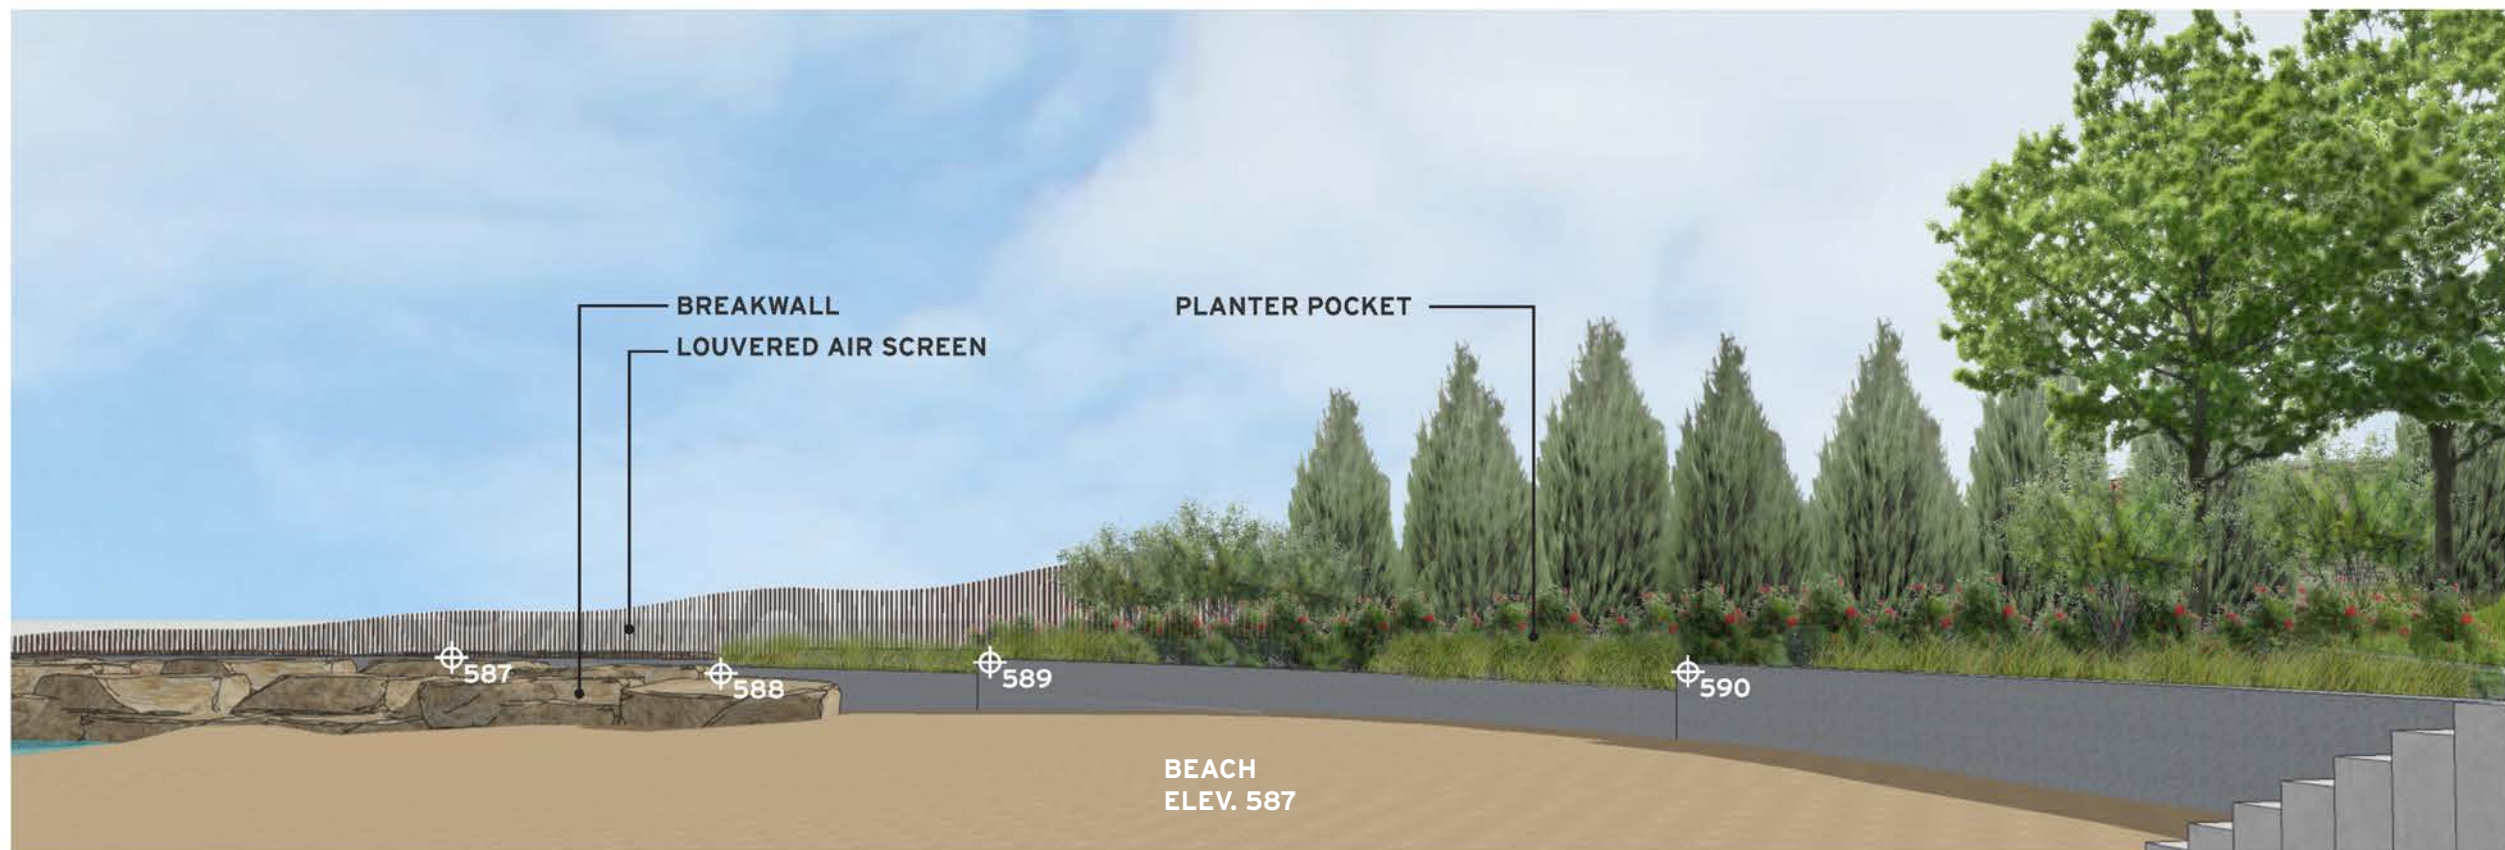 BREAKWALL
LOUVERED AIR SCREEN
PLANTER POCKET
587
588
589
590
BEACH
ELEV. 587